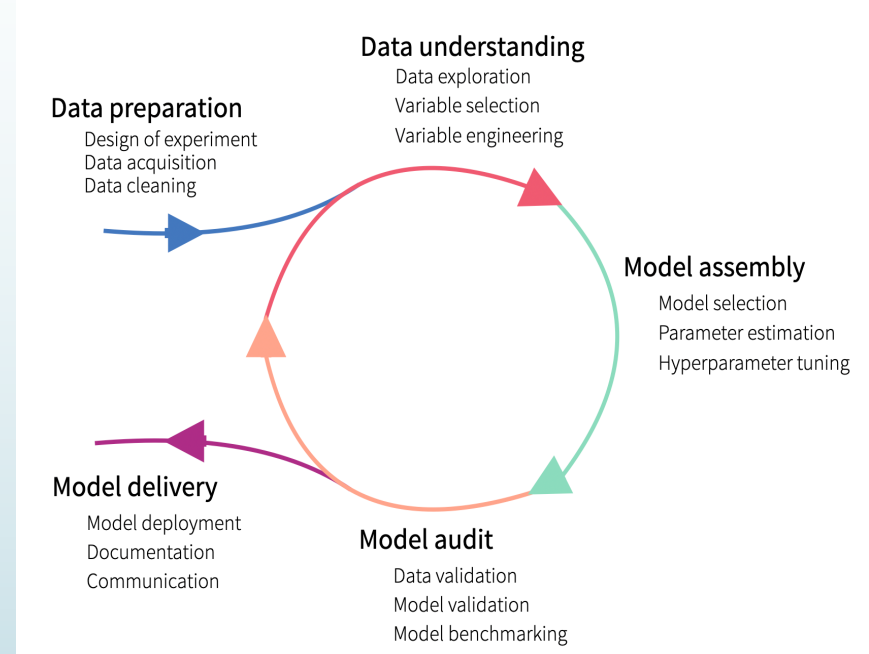 Data preparation
Design of experiment
Data acquisition
Data cleaning
Data understanding
Data exploration
Variable selection
Variable engineering
Model assembly
Model selection
Parameter estimation
Hyperparameter tuning
Model audit
Data validation
Model validation
Model benchmarking
Model delivery
Model deployment
Documentation
Communication